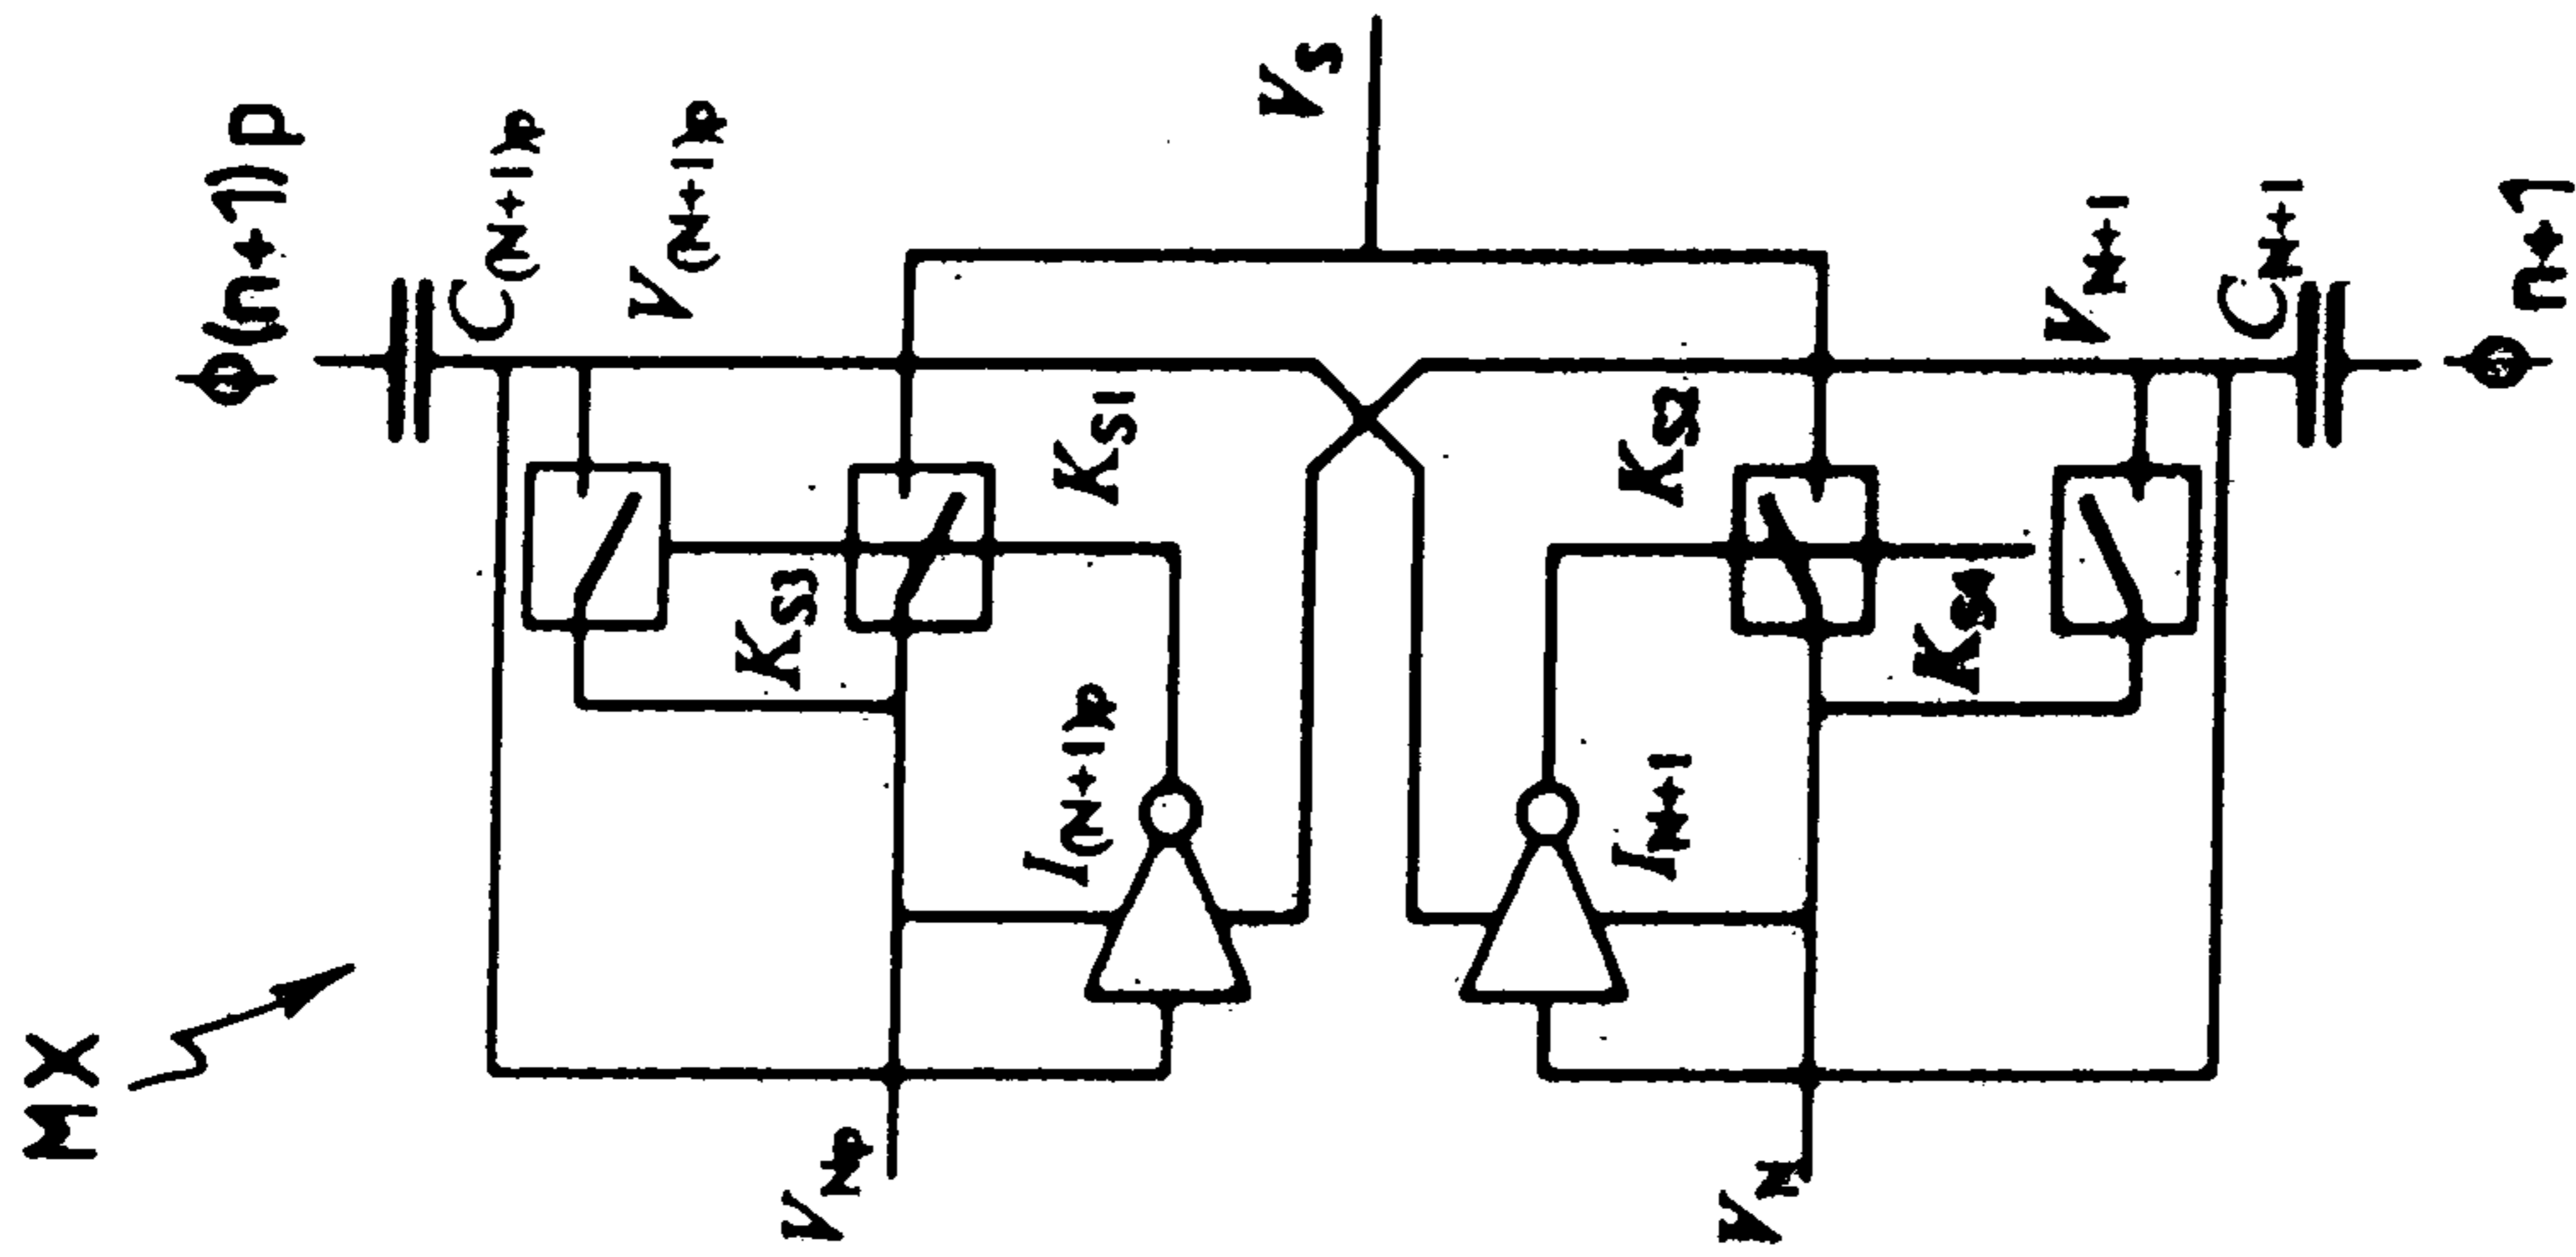 MX
ϕ(n+1)p
C(N+1)p
V(N+1)p
VS
VN+1
CN+1
ϕn+1
KS1
KS2
KS3
KS4
I(N+1)p
IN+1
VNp
VN